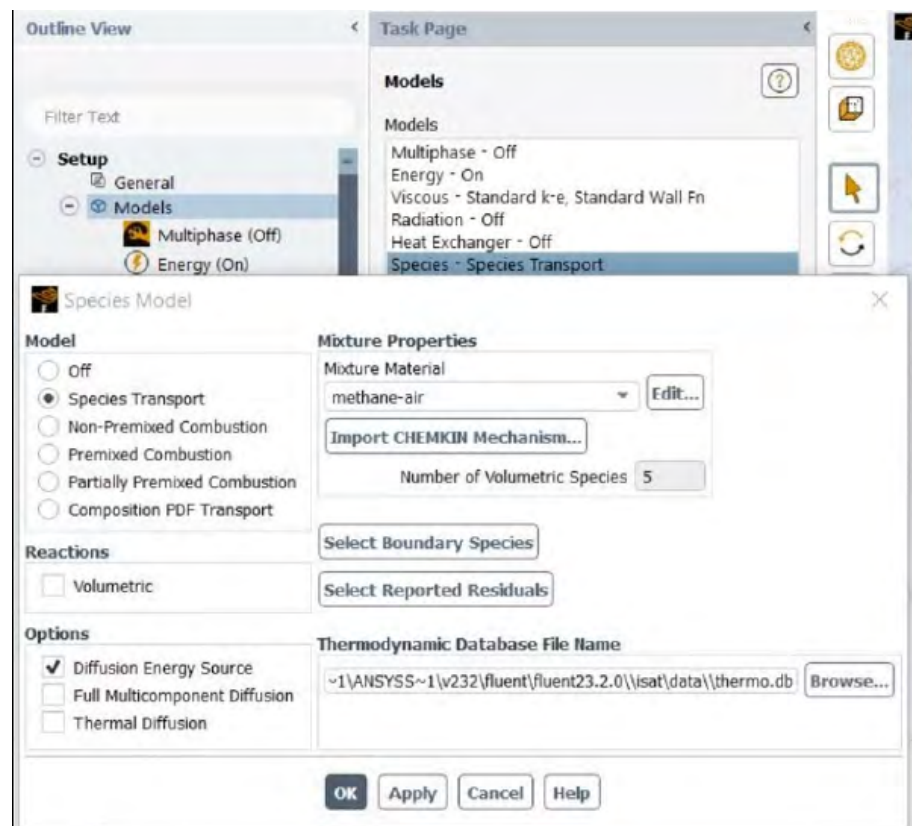 Outline View
Filter Text
Setup
General
Models
Multiphase (Off)
Energy (On)
Task Page
Models
Models
Multiphase - Off
Energy - On
Viscous - Standard k-e, Standard Wall Fn
Radiation - Off
Heat Exchanger - Off
Species - Species Transport
Species Model
Model
Off
Species Transport
Non-Premixed Combustion
Premixed Combustion
Partially Premixed Combustion
Composition PDF Transport
Reactions
Volumetric
Options
Diffusion Energy Source
Full Multicomponent Diffusion
Thermal Diffusion
Mixture Properties
Mixture Material
methane-air
Edit...
Import CHEMKIN Mechanism...
Number of Volumetric Species 5
Select Boundary Species
Select Reported Residuals
Thermodynamic Database File Name
~1\ANSYSS~1\v232\fluent\fluent23.2.0\\isat\data\\thermo.db
Browse...
OK Apply Cancel Help